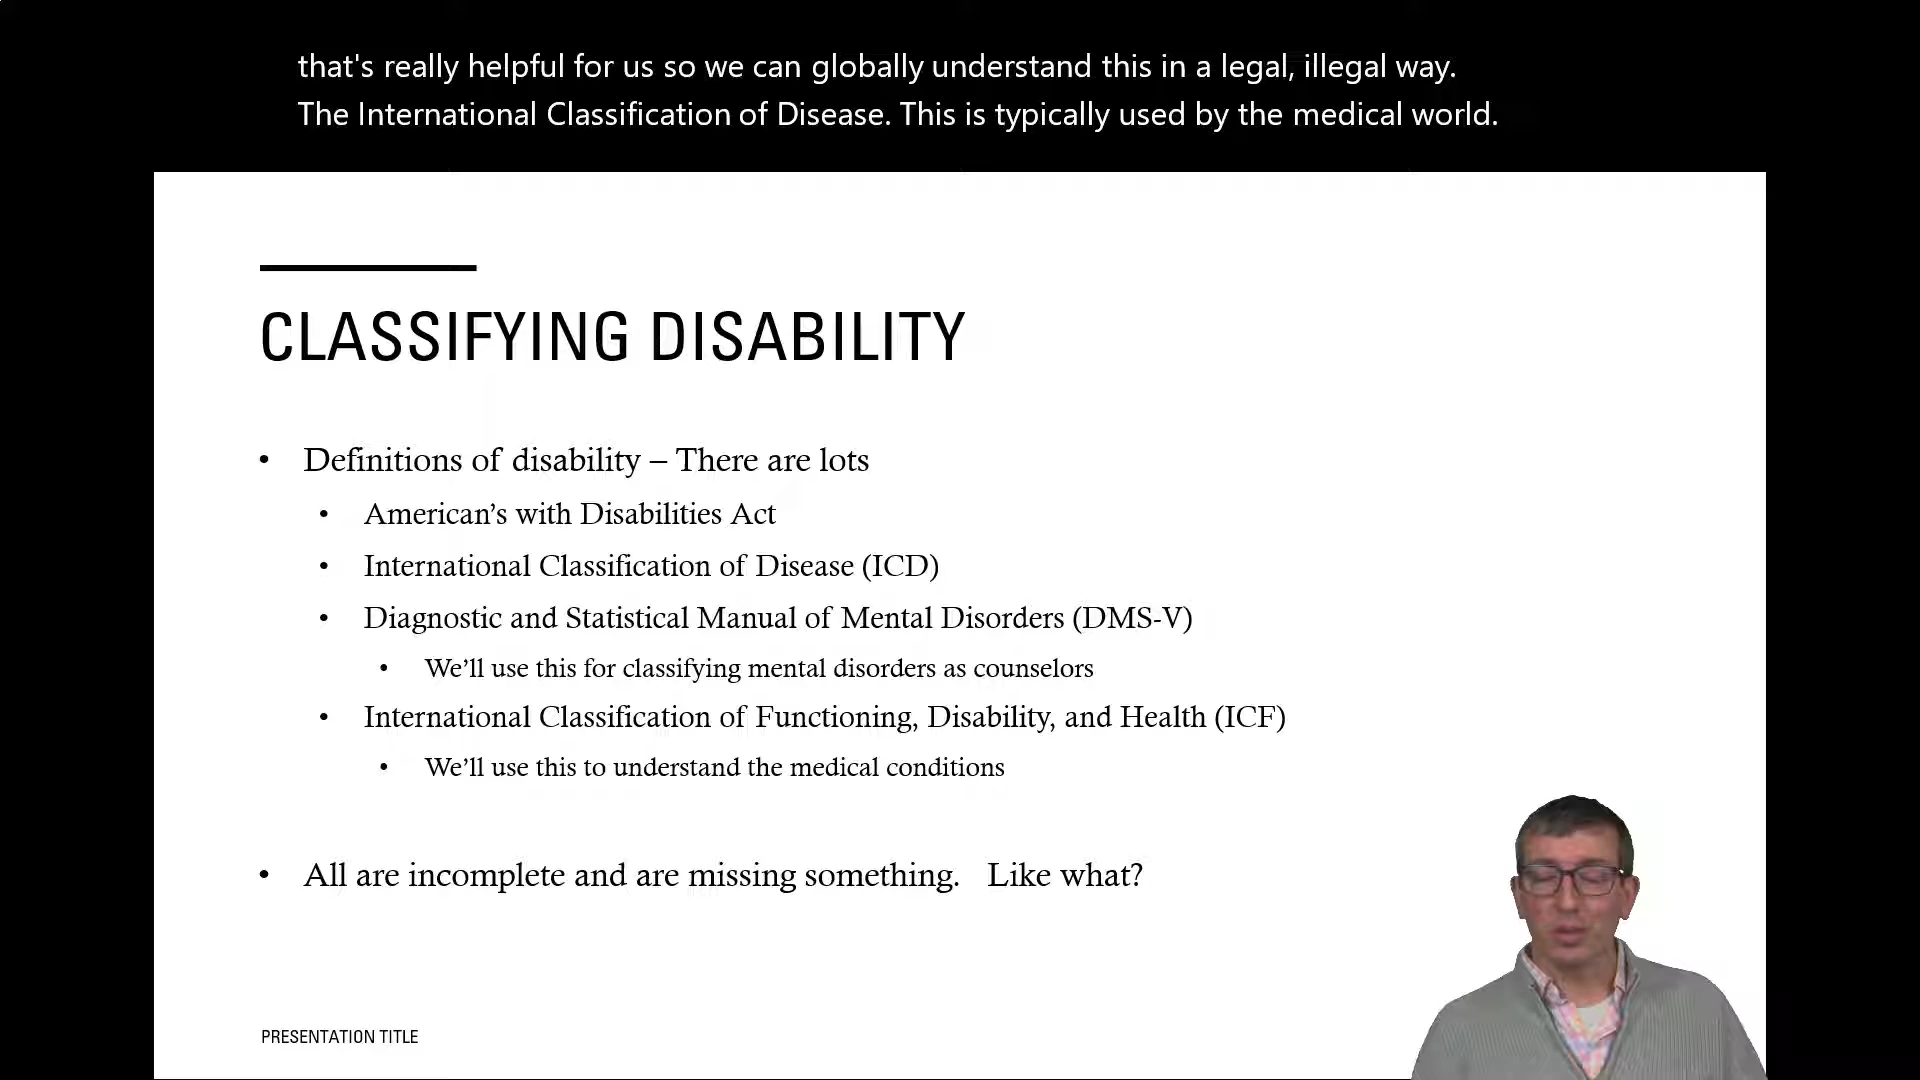 that's really helpful for us so we can globally understand this in a legal, illegal way.
The International Classification of Disease. This is typically used by the medical world.
CLASSIFYING DISABILITY
• Definitions of disability – There are lots
• American’s with Disabilities Act
• International Classification of Disease (ICD)
• Diagnostic and Statistical Manual of Mental Disorders (DMS-V)
• We’ll use this for classifying mental disorders as counselors
• International Classification of Functioning, Disability, and Health (ICF)
• We’ll use this to understand the medical conditions
• All are incomplete and are missing something. Like what?
PRESENTATION TITLE